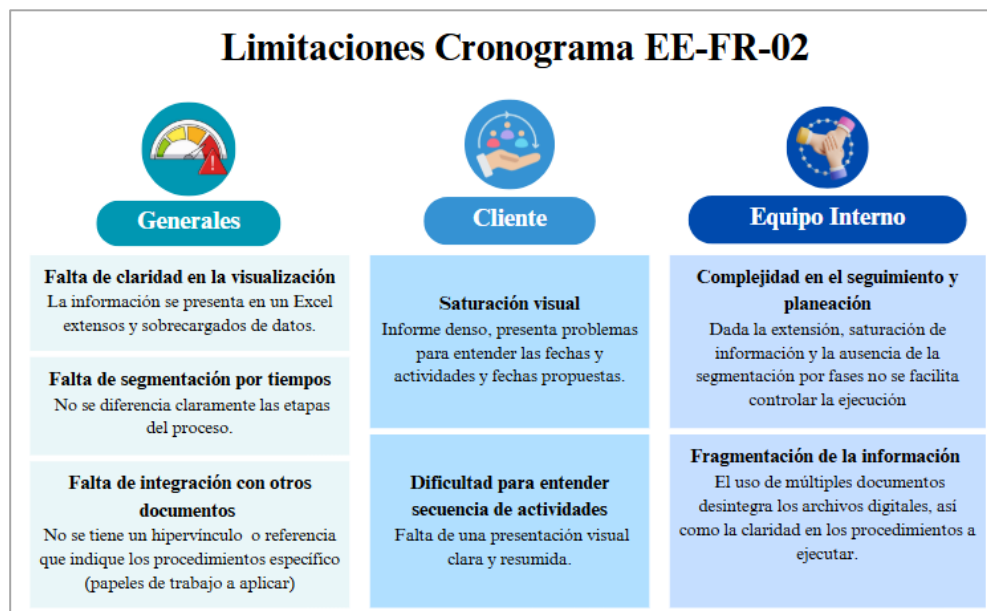 Limitaciones Cronograma EE-FR-02
Generales
Falta de claridad en la visualización
La información se presenta en un Excel
extensos y sobrecargados de datos.
Falta de segmentación por tiempos
No se diferencia claramente las etapas
del proceso.
Falta de integración con otros
documentos
No se tiene un hipervínculo o referencia
que indique los procedimientos específico
(papeles de trabajo a aplicar)
Cliente
Saturación visual
Informe denso, presenta problemas
para entender las fechas y
actividades y fechas propuestas.
Dificultad para entender
secuencia de actividades
Falta de una presentación visual
clara y resumida.
Equipo Interno
Complejidad en el seguimiento y
planeación
Dada la extensión, saturación de
información y la ausencia de la
segmentación por fases no se facilita
controlar la ejecución
Fragmentación de la información
El uso de múltiples documentos
desintegra los archivos digitales, así
como la claridad en los procedimientos a
ejecutar.